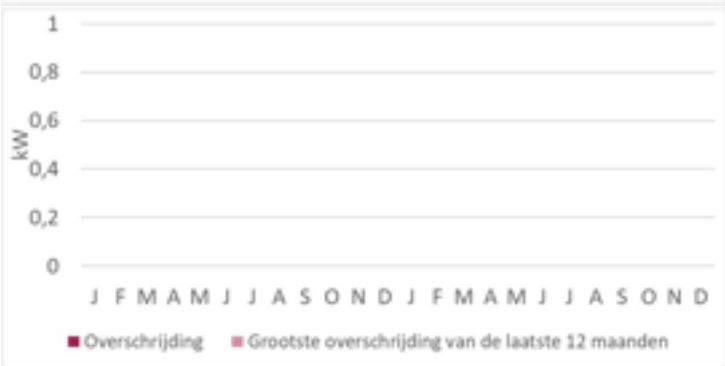 1
0,8
0,6
kW
0,4
0,2
0
J F M A M J J A S O N D J F M A M J J A S O N D
Overschrijding Grootste overschrijding van de laatste 12 maanden